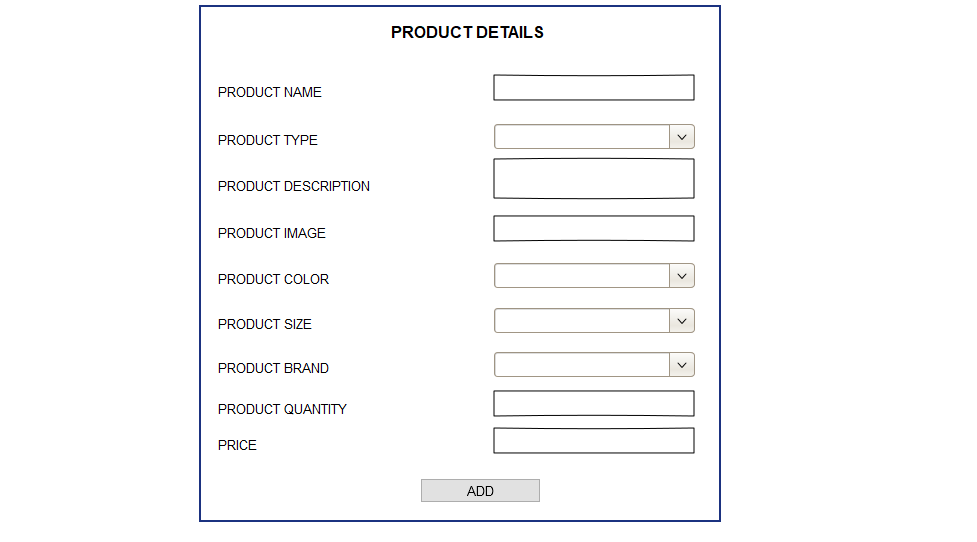 PRODUCT DETAILS
PRODUCT NAME
PRODUCT TYPE
PRODUCT DESCRIPTION
PRODUCT IMAGE
PRODUCT COLOR
PRODUCT SIZE
PRODUCT BRAND
PRODUCT QUANTITY
PRICE
ADD